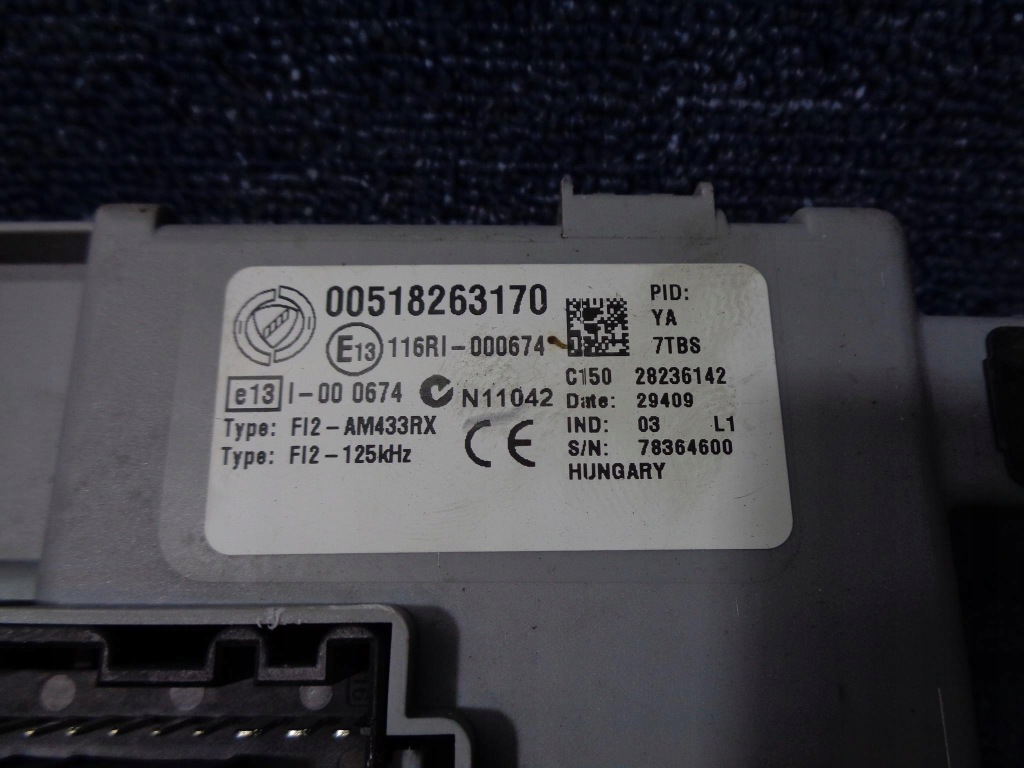 00518263170
E13 116RI-000674
e13 I-00 0674 N11042
Type: FI2-AM433RX
Type: FI2-125kHz
CE
PID:
YA
7TBS
C150 28236142
Date: 29409
IND: 03 L1
S/N: 78364600
HUNGARY